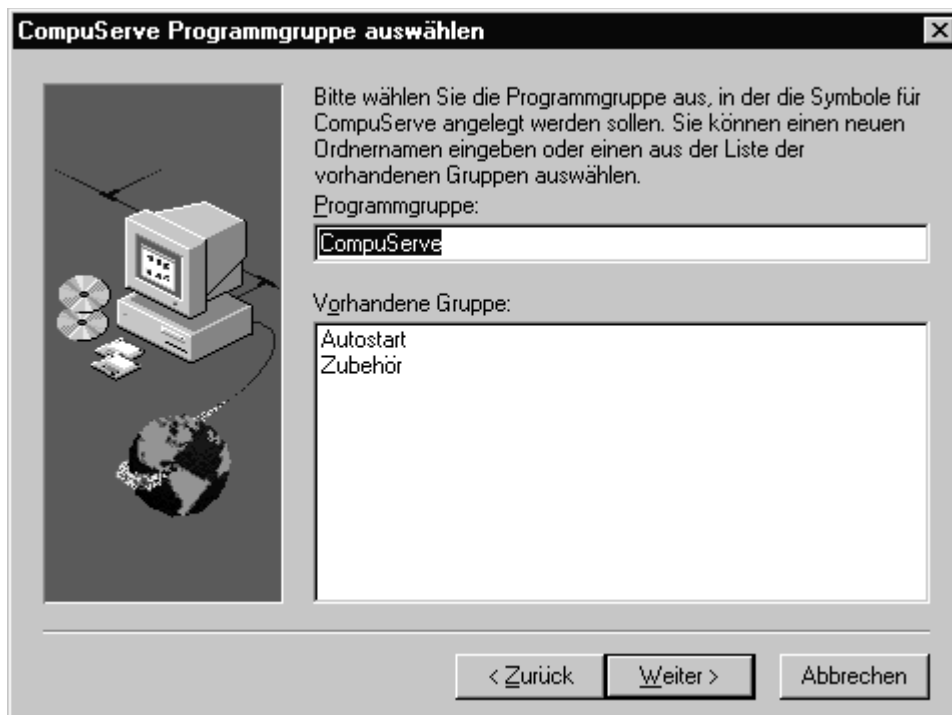 CompuServe Programmgruppe auswählen
Bitte wählen Sie die Programmgruppe aus, in der die Symbole für
CompuServe angelegt werden sollen. Sie können einen neuen
Ordnernamen eingeben oder einen aus der Liste der
vorhandenen Gruppen auswählen.
Programmgruppe:
CompuServe
Vorhandene Gruppe:
Autostart
Zubehör
< Zurück Weiter > Abbrechen